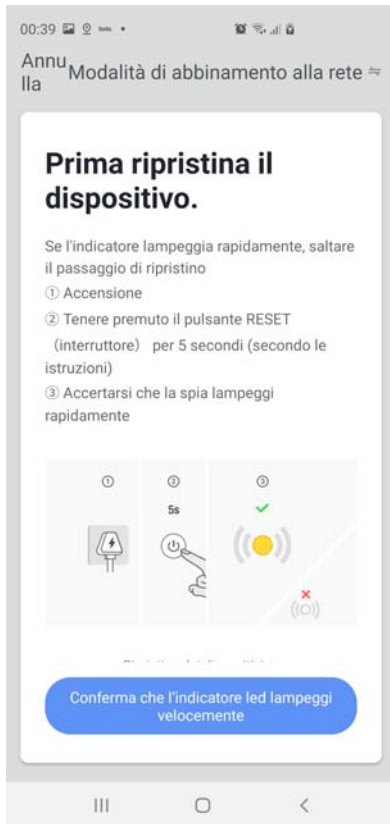 00:39
Annu
lla
Modalità di abbinamento alla rete
Prima ripristina il
dispositivo.
Se l'indicatore lampeggia rapidamente, saltare
il passaggio di ripristino
① Accensione
② Tenere premuto il pulsante RESET
（interruttore） per 5 secondi (secondo le
istruzioni)
③ Accertarsi che la spia lampeggi
rapidamente
① ② ③
5s
Conferma che l'indicatore led lampeggi
velocemente